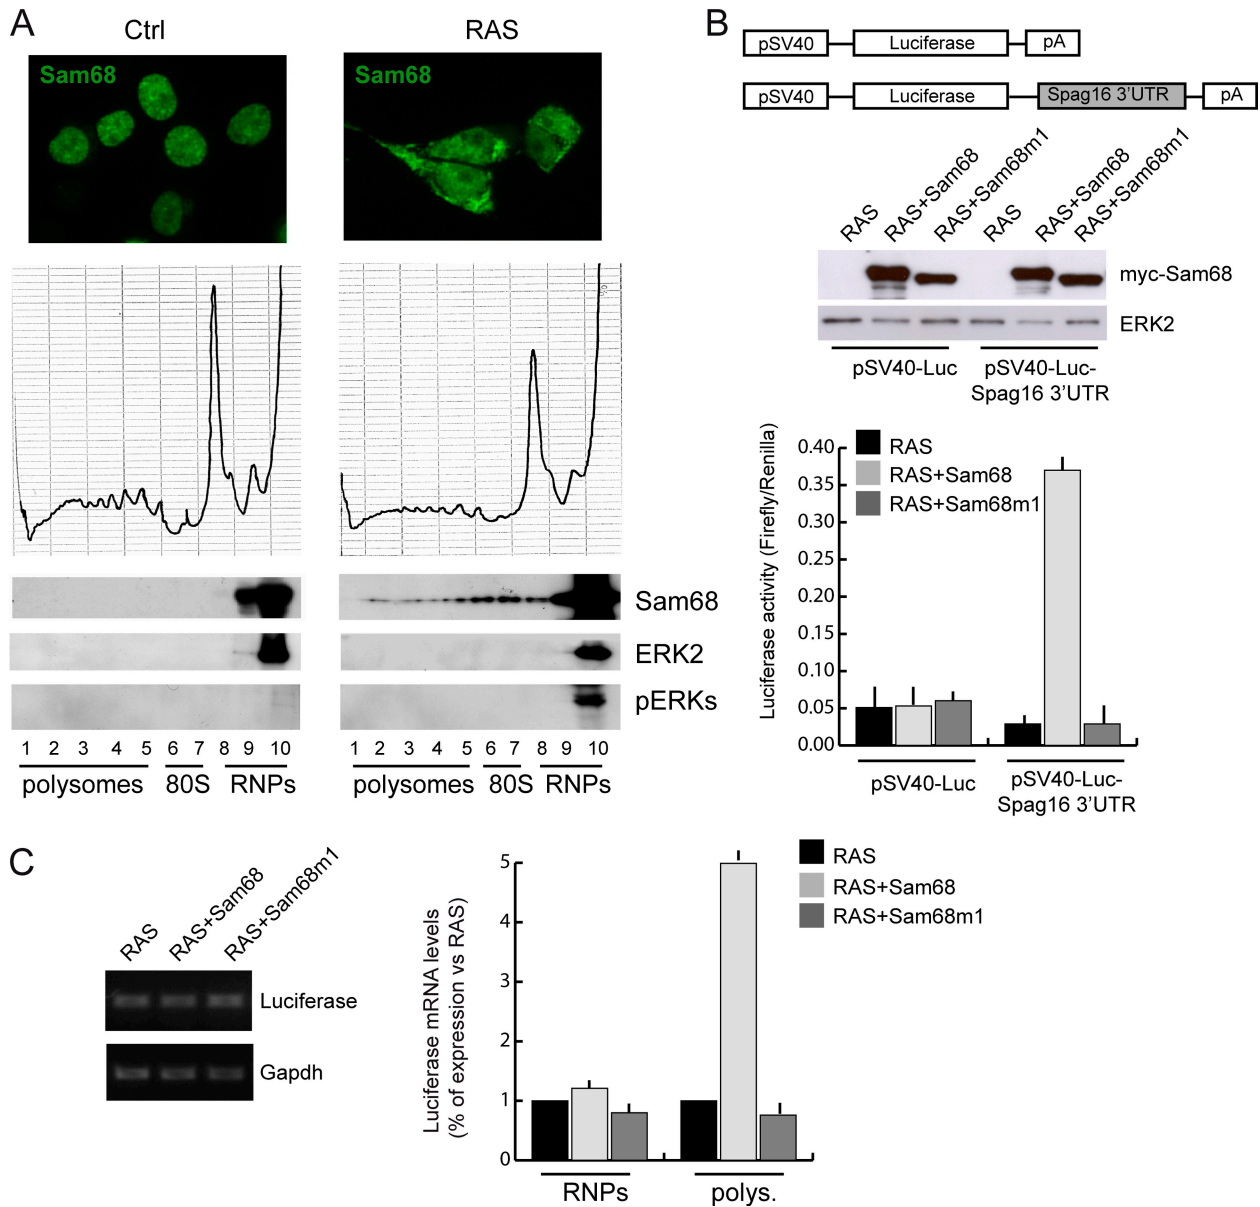 A
Ctrl
RAS
Sam68
Sam68
Sam68
ERK2
pERKs
1 2 3 4 5 6 7 8 9 10
polysomes 80S RNPs
1 2 3 4 5 6 7 8 9 10
polysomes 80S RNPs
B
pSV40 Luciferase pA
pSV40 Luciferase Spag16 3'UTR pA
RAS
RAS+Sam68
RAS+Sam68m1
RAS
RAS+Sam68
RAS+Sam68m1
myc-Sam68
ERK2
pSV40-Luc
pSV40-Luc-
Spag16 3'UTR
Luciferase activity (Firefly/Renilla)
0.40
0.35
0.30
0.25
0.20
0.15
0.10
0.05
0.00
RAS
RAS+Sam68
RAS+Sam68m1
pSV40-Luc
pSV40-Luc-
Spag16 3'UTR
C
RAS
RAS+Sam68
RAS+Sam68m1
Luciferase
Gapdh
Luciferase mRNA levels
(% of expression vs RAS)
5
4
3
2
1
0
RNPs
polys.
RAS
RAS+Sam68
RAS+Sam68m1